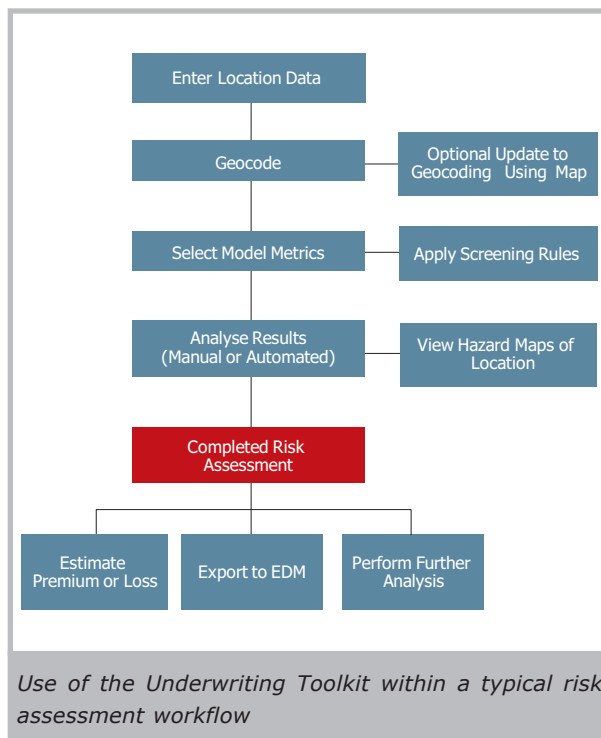 Enter Location Data
Geocode
Optional Update to
Geocoding Using Map
Select Model Metrics
Apply Screening Rules
Analyse Results
(Manual or Automated)
View Hazard Maps of
Location
Completed Risk
Assessment
Estimate
Premium or Loss
Export to EDM
Perform Further
Analysis
Use of the Underwriting Toolkit within a typical risk
assessment workflow